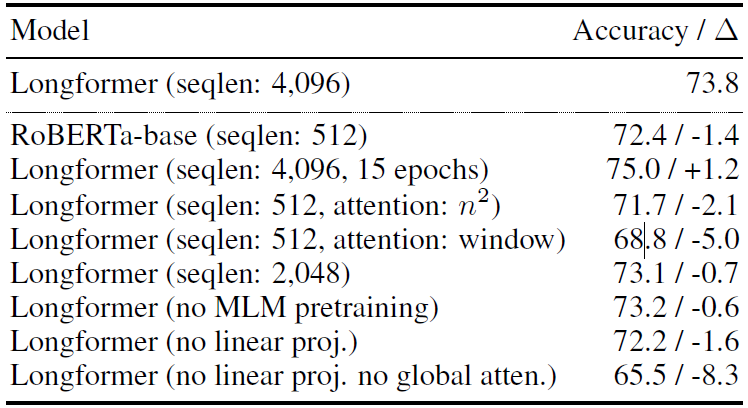 Model Accuracy / Δ
Longformer (seqlen: 4,096) 73.8
RoBERTa-base (seqlen: 512) 72.4 / -1.4
Longformer (seqlen: 4,096, 15 epochs) 75.0 / +1.2
Longformer (seqlen: 512, attention: n²) 71.7 / -2.1
Longformer (seqlen: 512, attention: window) 68.8 / -5.0
Longformer (seqlen: 2,048) 73.1 / -0.7
Longformer (no MLM pretraining) 73.2 / -0.6
Longformer (no linear proj.) 72.2 / -1.6
Longformer (no linear proj. no global atten.) 65.5 / -8.3